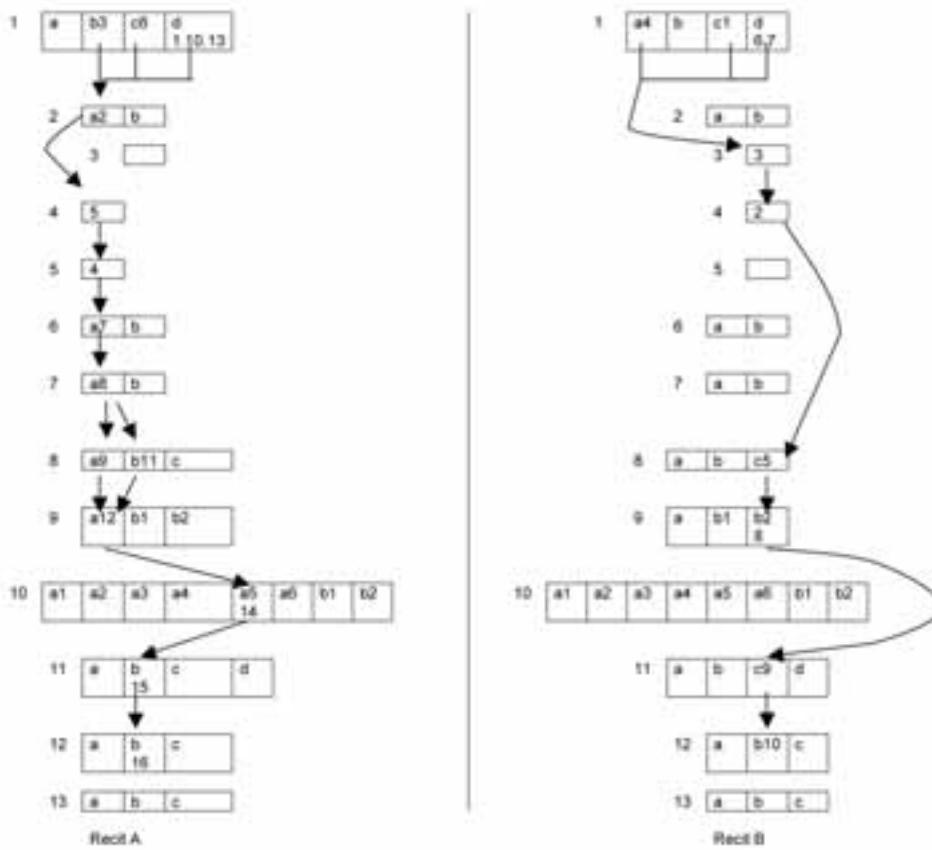 1 a b3 c6 d
1.10.13
2 a2 b
3
4 5
5 4
6 a7 b
7 a8 b
8 a9 b11 c
9 a12 b1 b2
10 a1 a2 a3 a4 a5 a6 b1 b2
14
11 a b c d
15
12 a b c
16
13 a b c
Recit A
1 a4 b c1 d
6,7
2 a b
3 3
4 2
5
6 a b
7 a b
8 a b c5
9 a b1 b2
8
10 a1 a2 a3 a4 a5 a6 b1 b2
11 a b c9 d
12 a b10 c
13 a b c
Recit B